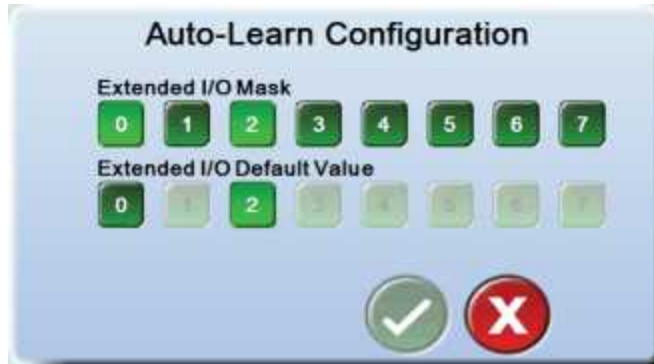 Auto-Learn Configuration
Extended I/O Mask
0 1 2 3 4 5 6 7
Extended I/O Default Value
0 1 2 3 4 5 6 7